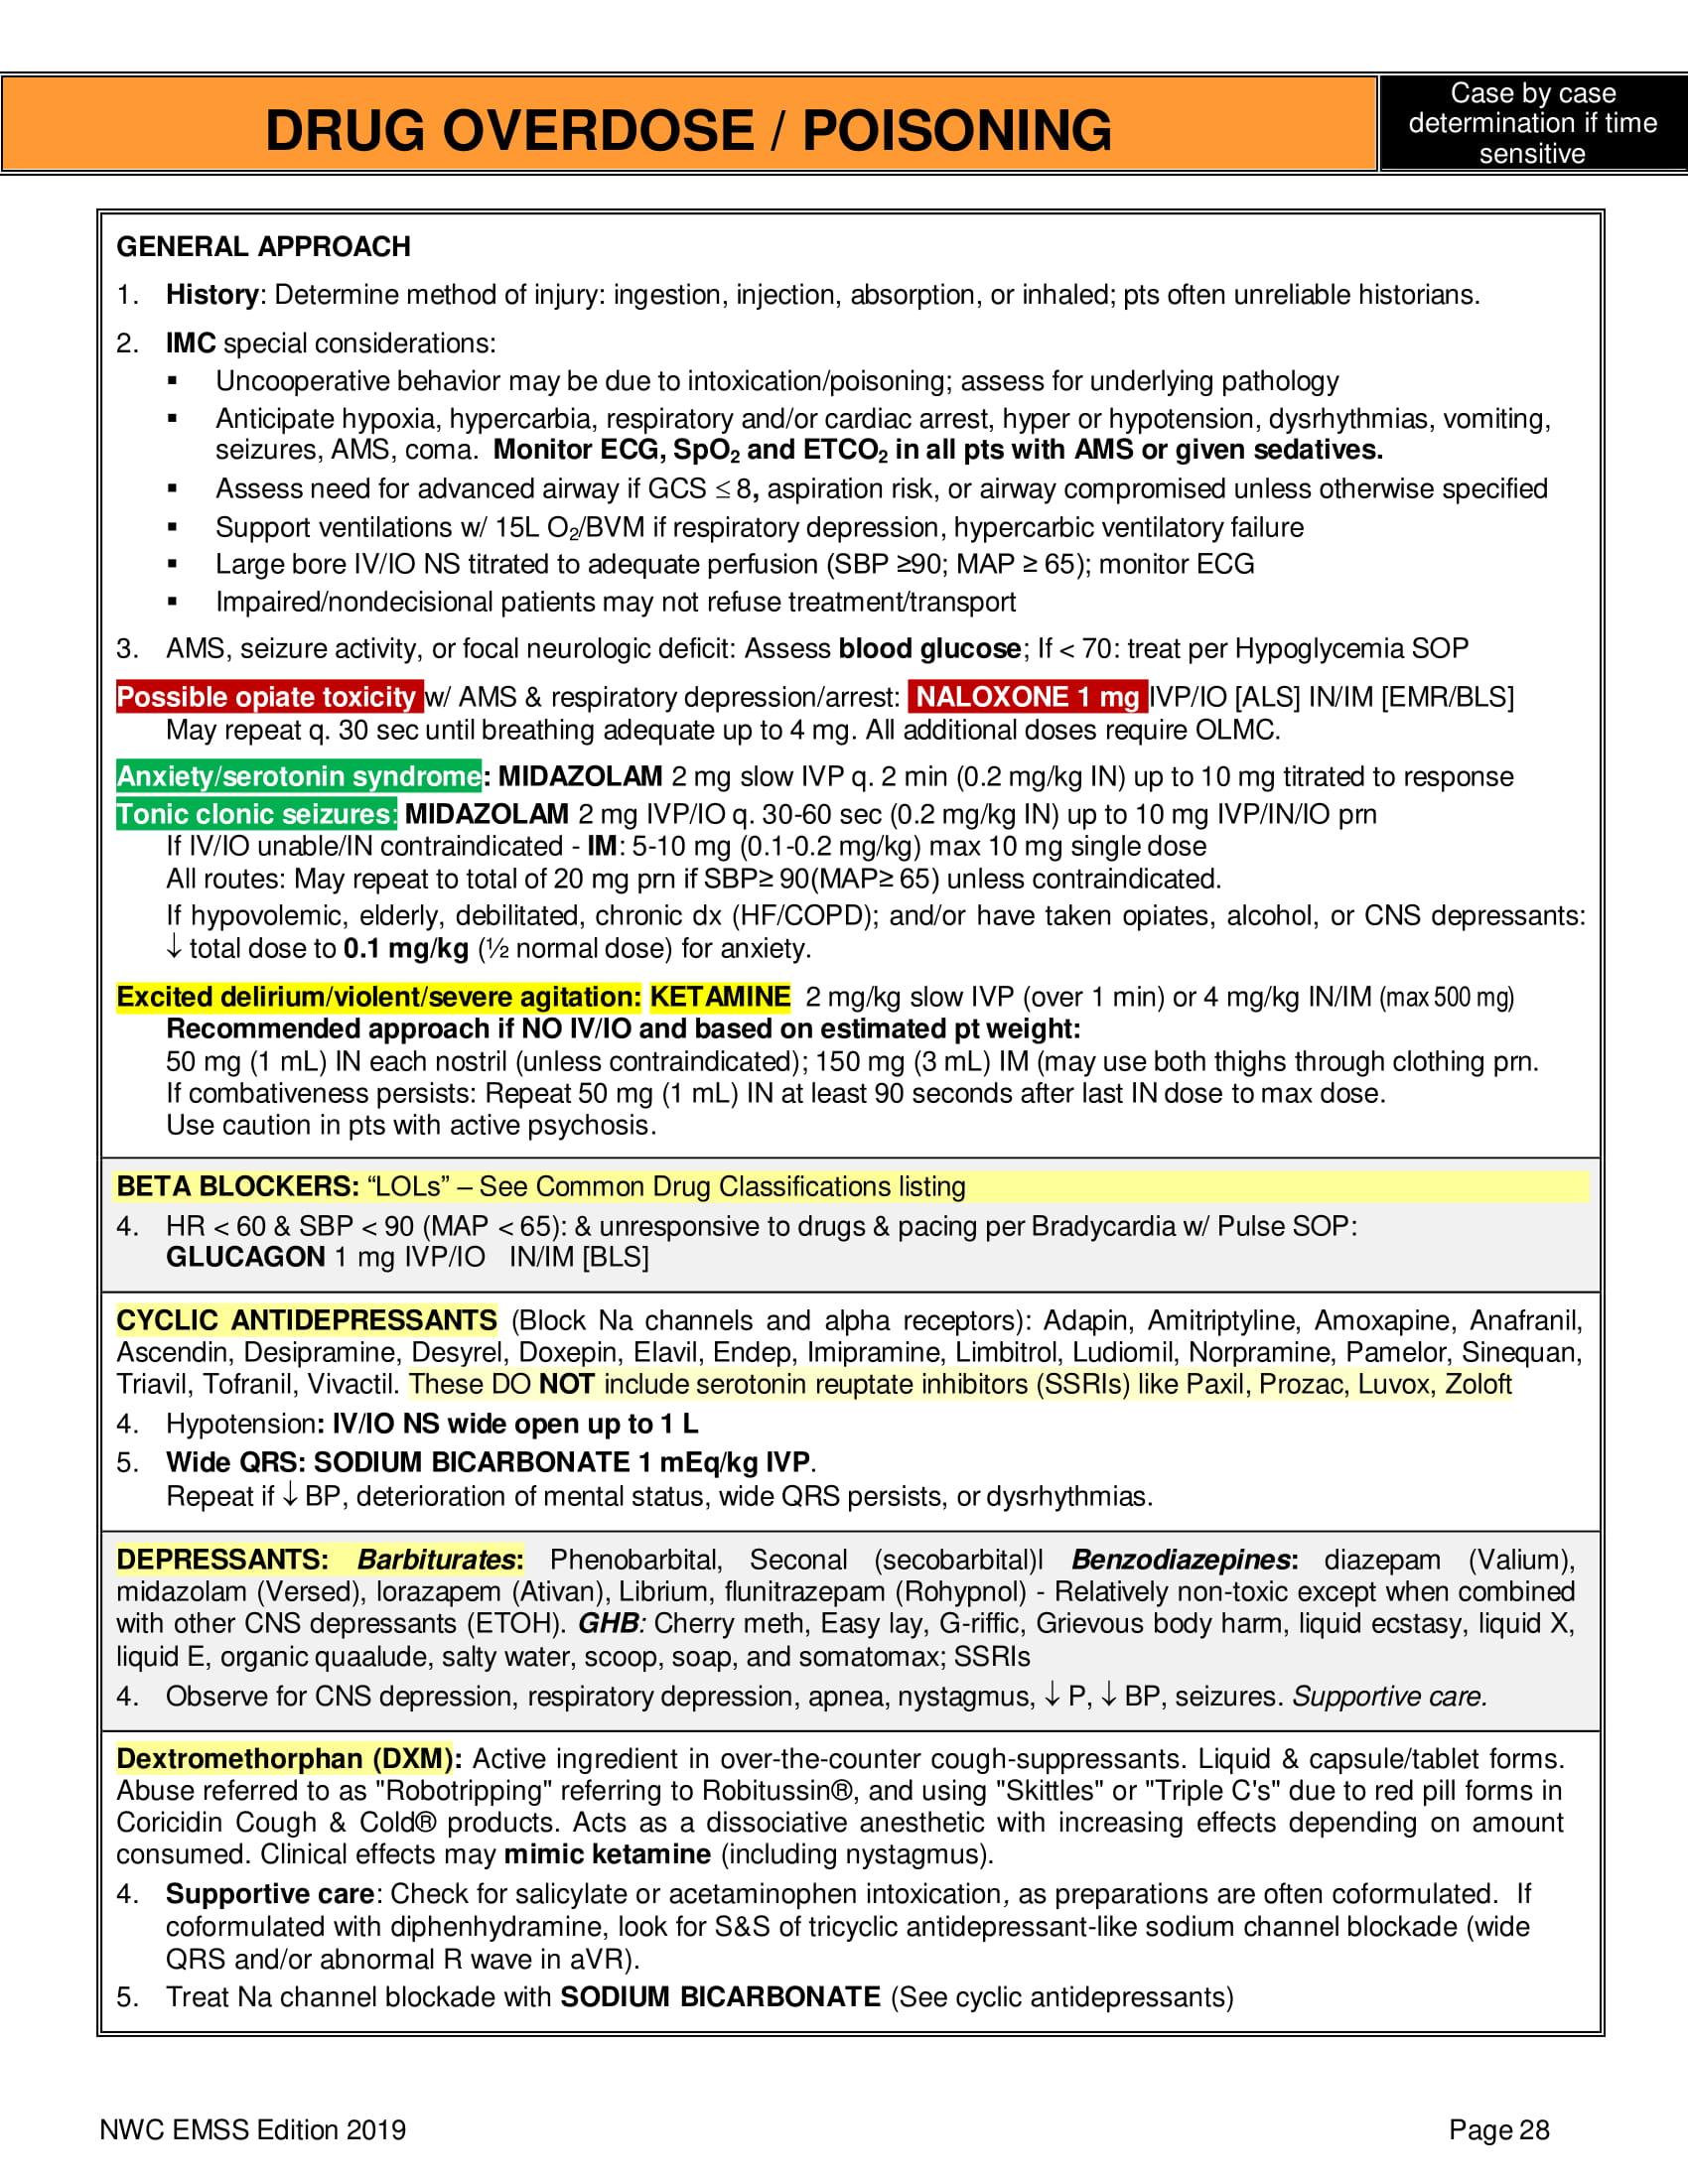 DRUG OVERDOSE / POISONING
Case by case
determination if time
sensitive
GENERAL APPROACH
1. History: Determine method of injury: ingestion, injection, absorption, or inhaled; pts often unreliable historians.
2. IMC special considerations:
▪ Uncooperative behavior may be due to intoxication/poisoning; assess for underlying pathology
▪ Anticipate hypoxia, hypercarbia, respiratory and/or cardiac arrest, hyper or hypotension, dysrhythmias, vomiting,
seizures, AMS, coma. Monitor ECG, SpO₂ and ETCO₂ in all pts with AMS or given sedatives.
▪ Assess need for advanced airway if GCS ≤ 8, aspiration risk, or airway compromised unless otherwise specified
▪ Support ventilations w/ 15L O₂/BVM if respiratory depression, hypercarbic ventilatory failure
▪ Large bore IV/IO NS titrated to adequate perfusion (SBP ≥90; MAP ≥ 65); monitor ECG
▪ Impaired/nondecisional patients may not refuse treatment/transport
3. AMS, seizure activity, or focal neurologic deficit: Assess blood glucose; If < 70: treat per Hypoglycemia SOP
Possible opiate toxicity w/ AMS & respiratory depression/arrest: NALOXONE 1 mg IVP/IO [ALS] IN/IM [EMR/BLS]
May repeat q. 30 sec until breathing adequate up to 4 mg. All additional doses require OLMC.
Anxiety/serotonin syndrome: MIDAZOLAM 2 mg slow IVP q. 2 min (0.2 mg/kg IN) up to 10 mg titrated to response
Tonic clonic seizures: MIDAZOLAM 2 mg IVP/IO q. 30-60 sec (0.2 mg/kg IN) up to 10 mg IVP/IN/IO prn
If IV/IO unable/IN contraindicated - IM: 5-10 mg (0.1-0.2 mg/kg) max 10 mg single dose
All routes: May repeat to total of 20 mg prn if SBP≥ 90(MAP≥ 65) unless contraindicated.
If hypovolemic, elderly, debilitated, chronic dx (HF/COPD); and/or have taken opiates, alcohol, or CNS depressants:
↓ total dose to 0.1 mg/kg (½ normal dose) for anxiety.
Excited delirium/violent/severe agitation: KETAMINE 2 mg/kg slow IVP (over 1 min) or 4 mg/kg IN/IM (max 500 mg)
Recommended approach if NO IV/IO and based on estimated pt weight:
50 mg (1 mL) IN each nostril (unless contraindicated); 150 mg (3 mL) IM (may use both thighs through clothing prn.
If combativeness persists: Repeat 50 mg (1 mL) IN at least 90 seconds after last IN dose to max dose.
Use caution in pts with active psychosis.
BETA BLOCKERS: “LOLs” – See Common Drug Classifications listing
4. HR < 60 & SBP < 90 (MAP < 65): & unresponsive to drugs & pacing per Bradycardia w/ Pulse SOP:
GLUCAGON 1 mg IVP/IO IN/IM [BLS]
CYCLIC ANTIDEPRESSANTS (Block Na channels and alpha receptors): Adapin, Amitriptyline, Amoxapine, Anafranil,
Ascendin, Desipramine, Desyrel, Doxepin, Elavil, Endep, Imipramine, Limbitrol, Ludiomil, Norpramine, Pamelor, Sinequan,
Triavil, Tofranil, Vivactil. These DO NOT include serotonin reuptate inhibitors (SSRIs) like Paxil, Prozac, Luvox, Zoloft
4. Hypotension: IV/IO NS wide open up to 1 L
5. Wide QRS: SODIUM BICARBONATE 1 mEq/kg IVP.
Repeat if ↓ BP, deterioration of mental status, wide QRS persists, or dysrhythmias.
DEPRESSANTS: Barbiturates: Phenobarbital, Seconal (secobarbital)l Benzodiazepines: diazepam (Valium),
midazolam (Versed), lorazapem (Ativan), Librium, flunitrazepam (Rohypnol) - Relatively non-toxic except when combined
with other CNS depressants (ETOH). GHB: Cherry meth, Easy lay, G-riffic, Grievous body harm, liquid ecstasy, liquid X,
liquid E, organic quaalude, salty water, scoop, soap, and somatomax; SSRIs
4. Observe for CNS depression, respiratory depression, apnea, nystagmus, ↓ P, ↓ BP, seizures. Supportive care.
Dextromethorphan (DXM): Active ingredient in over-the-counter cough-suppressants. Liquid & capsule/tablet forms.
Abuse referred to as "Robotripping" referring to Robitussin®, and using "Skittles" or "Triple C's" due to red pill forms in
Coricidin Cough & Cold® products. Acts as a dissociative anesthetic with increasing effects depending on amount
consumed. Clinical effects may mimic ketamine (including nystagmus).
4. Supportive care: Check for salicylate or acetaminophen intoxication, as preparations are often coformulated. If
coformulated with diphenhydramine, look for S&S of tricyclic antidepressant-like sodium channel blockade (wide
QRS and/or abnormal R wave in aVR).
5. Treat Na channel blockade with SODIUM BICARBONATE (See cyclic antidepressants)
NWC EMSS Edition 2019
Page 28